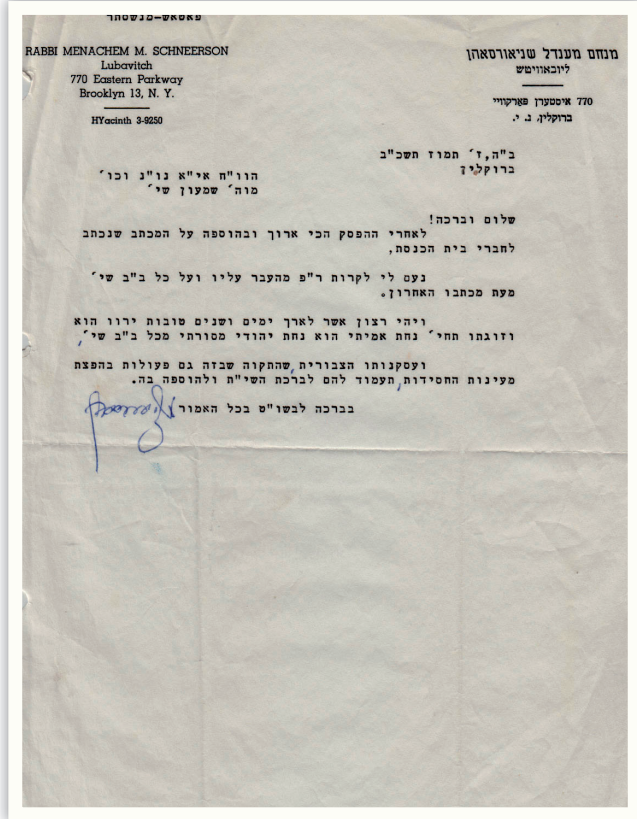 פאטאש-מנשסתר
RABBI MENACHEM M. SCHNEERSON
Lubavitch
770 Eastern Parkway
Brooklyn 13, N. Y.
HYacinth 3-9250
מנחם מענדל שניאורסאהן
ליובאוויטש
770 איסטערן פארקוויי
ברוקלין, נ. י.
ב"ה, ז' תמוז תשכ"ב
ברוקלין
הוו"ח אי"א נו"נ וכו'
מוה' שמעון שי'
שלום וברכה!
לאחרי ההפסק הכי ארוך ובהוספה על המכתב שנכתב
לחברי בית הכנסת,
נעם לי לקרות ר"פ מהעבר עליו ועל כל ב"ב שי'
מעת מכתבו האחרון.
ויהי רצון אשר לארך ימים ושנים טובות ירוו הוא
וזוגתו תחי' נחת אמיתי הוא נחת יהודי מסורתי מכל ב"ב שי',
ועסקנותו הצבורית, שהתקוה שבזה גם פעולות בהפצת
מעינות החסידות, תעמוד להם לברכת השי"ת ולהוספה בה.
בברכה לבשו"ט בכל האמור